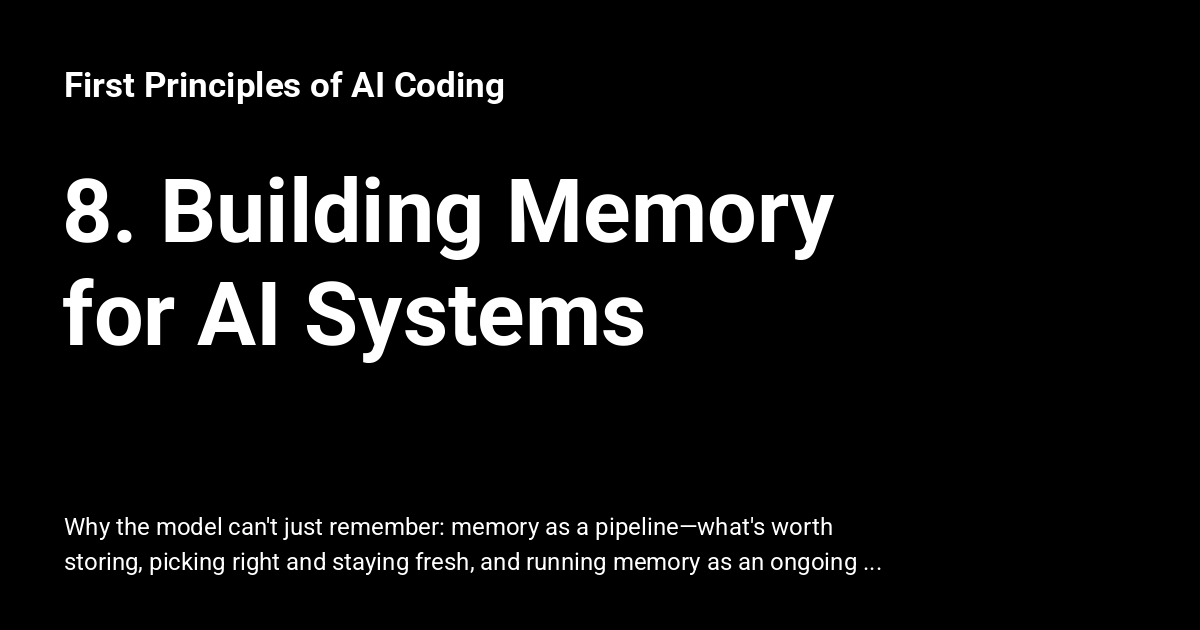 First Principles of AI Coding
8. Building Memory
for AI Systems
Why the model can't just remember: memory as a pipeline—what's worth
storing, picking right and staying fresh, and running memory as an ongoing ...